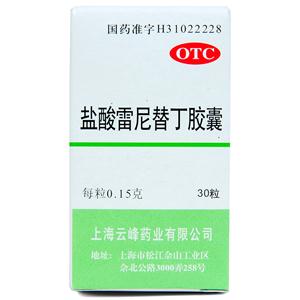 国药准字H31022228
OTC
盐酸雷尼替丁胶囊
每粒0.15克 30粒
上海云峰药业有限公司
地址：上海市松江佘山工业区
佘北公路3000弄258号